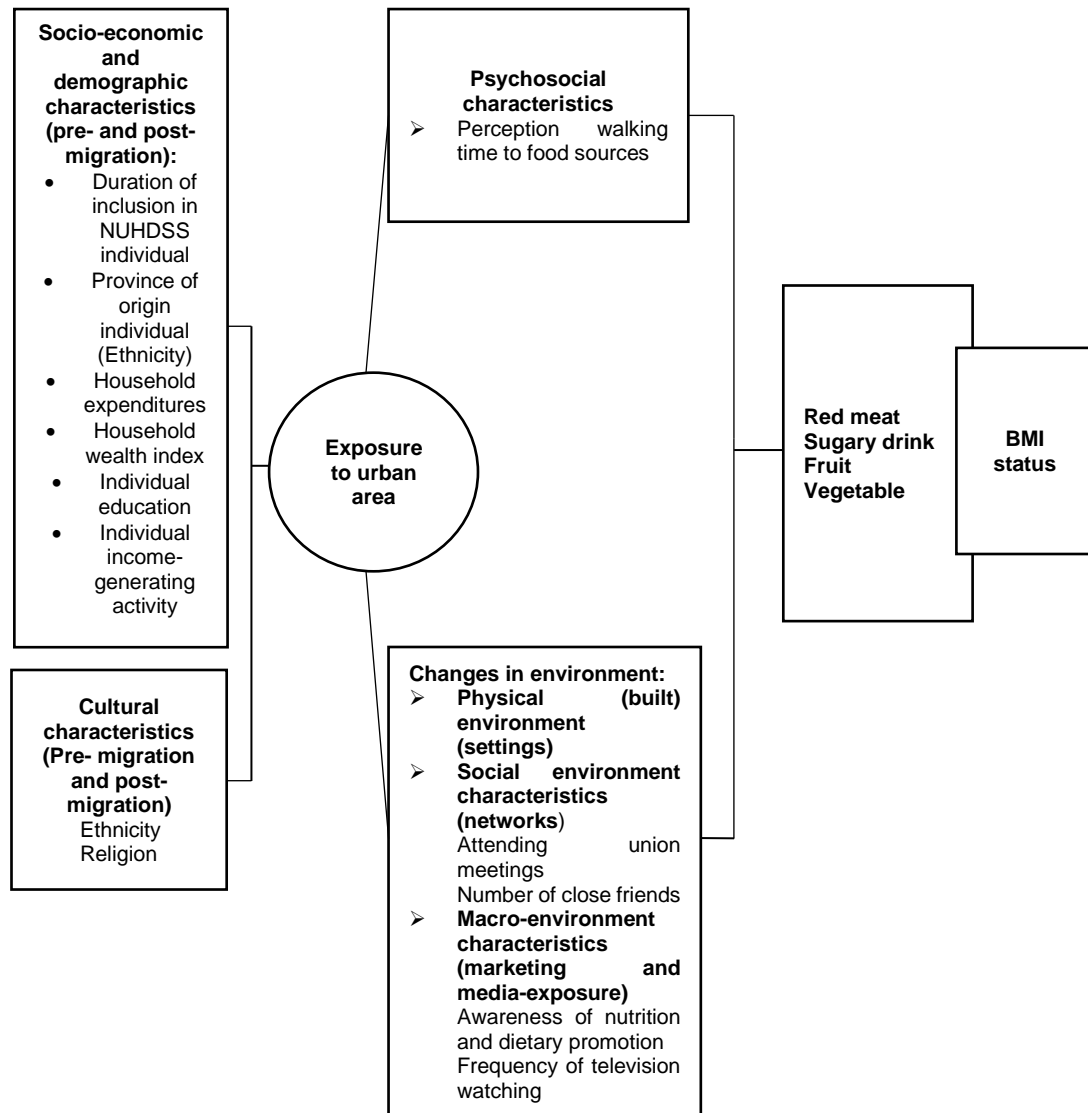 Socio-economic
and
demographic
characteristics
(pre- and post-
migration):
• Duration of
inclusion in
NUHDSS
individual
• Province of
origin
individual
(Ethnicity)
• Household
expenditures
• Household
wealth index
• Individual
education
• Individual
income-
generating
activity
Cultural
characteristics
(Pre- migration
and post-
migration)
Ethnicity
Religion
Exposure
to urban
area
Psychosocial
characteristics
➢ Perception walking
time to food sources
Changes in environment:
➢ Physical (built)
environment
(settings)
➢ Social environment
characteristics
(networks)
Attending union
meetings
Number of close friends
➢ Macro-environment
characteristics
(marketing and
media-exposure)
Awareness of nutrition
and dietary promotion
Frequency of television
watching
Red meat
Sugary drink
Fruit
Vegetable
BMI
status